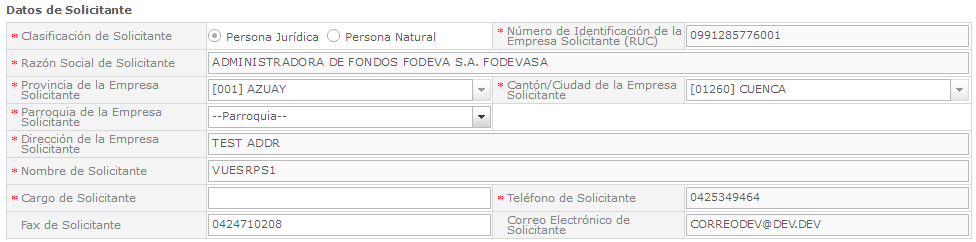 Datos de Solicitante
* Clasificación de Solicitante Persona Jurídica Persona Natural * Número de Identificación de la Empresa Solicitante (RUC) 0991285776001
* Razón Social de Solicitante ADMINISTRADORA DE FONDOS FODEVA S.A. FODEVASA
* Provincia de la Empresa Solicitante [001] AZUAY * Cantón/Ciudad de la Empresa Solicitante [01260] CUENCA
* Parroquia de la Empresa Solicitante --Parroquia--
* Dirección de la Empresa Solicitante TEST ADDR
* Nombre de Solicitante VUESRPS1
* Cargo de Solicitante * Teléfono de Solicitante 0425349464
Fax de Solicitante 0424710208 Correo Electrónico de Solicitante CORREODEV@DEV.DEV